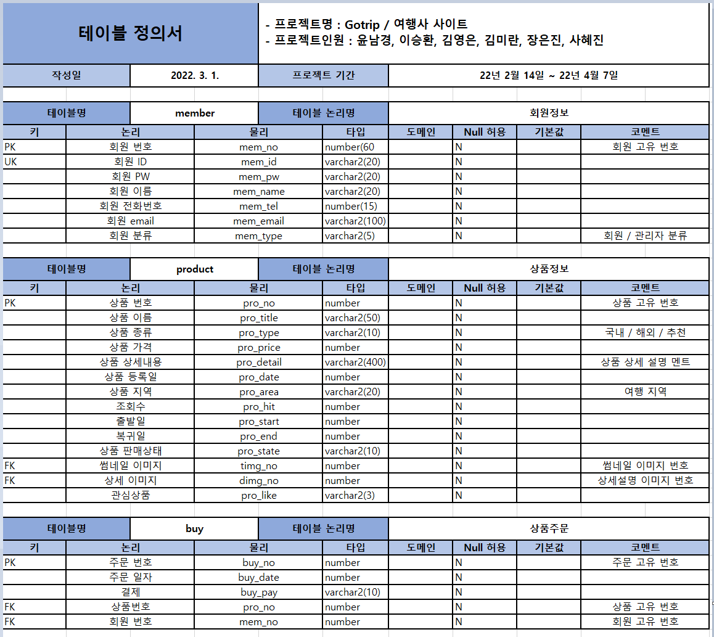 테이블 정의서
- 프로젝트명 : Gotrip / 여행사 사이트
- 프로젝트인원 : 윤남경, 이승환, 김영은, 김미란, 장은진, 사혜진
작성일 2022. 3. 1. 프로젝트 기간 22년 2월 14일 ~ 22년 4월 7일
테이블명 member 테이블 논리명 회원정보
키 논리 물리 타입 도메인 Null 허용 기본값 코멘트
PK 회원 번호 mem_no number(60 N 회원 고유 번호
UK 회원 ID mem_id varchar2(20) N
회원 PW mem_pw varchar2(20) N
회원 이름 mem_name varchar2(20) N
회원 전화번호 mem_tel number(15) N
회원 email mem_email varchar2(100) N
회원 분류 mem_type varchar2(5) N 회원 / 관리자 분류
테이블명 product 테이블 논리명 상품정보
키 논리 물리 타입 도메인 Null 허용 기본값 코멘트
PK 상품 번호 pro_no number N 상품 고유 번호
상품 이름 pro_title varchar2(50) N
상품 종류 pro_type varchar2(10) N 국내 / 해외 / 추천
상품 가격 pro_price number N
상품 상세내용 pro_detail varchar2(400) N 상품 상세 설명 멘트
상품 등록일 pro_date number N
상품 지역 pro_area varchar2(20) N 여행 지역
조회수 pro_hit number N
출발일 pro_start number N
복귀일 pro_end number N
상품 판매상태 pro_state varchar2(10) N
FK 썸네일 이미지 timg_no number N 썸네일 이미지 번호
FK 상세 이미지 dimg_no number N 상세설명 이미지 번호
관심상품 pro_like varchar2(3) N
테이블명 buy 테이블 논리명 상품주문
키 논리 물리 타입 도메인 Null 허용 기본값 코멘트
PK 주문 번호 buy_no number N 주문 고유 번호
주문 일자 buy_date number N
결제 buy_pay varchar2(10) N
FK 상품번호 pro_no number N 상품 고유 번호
FK 회원 번호 mem_no number N 회원 고유 번호